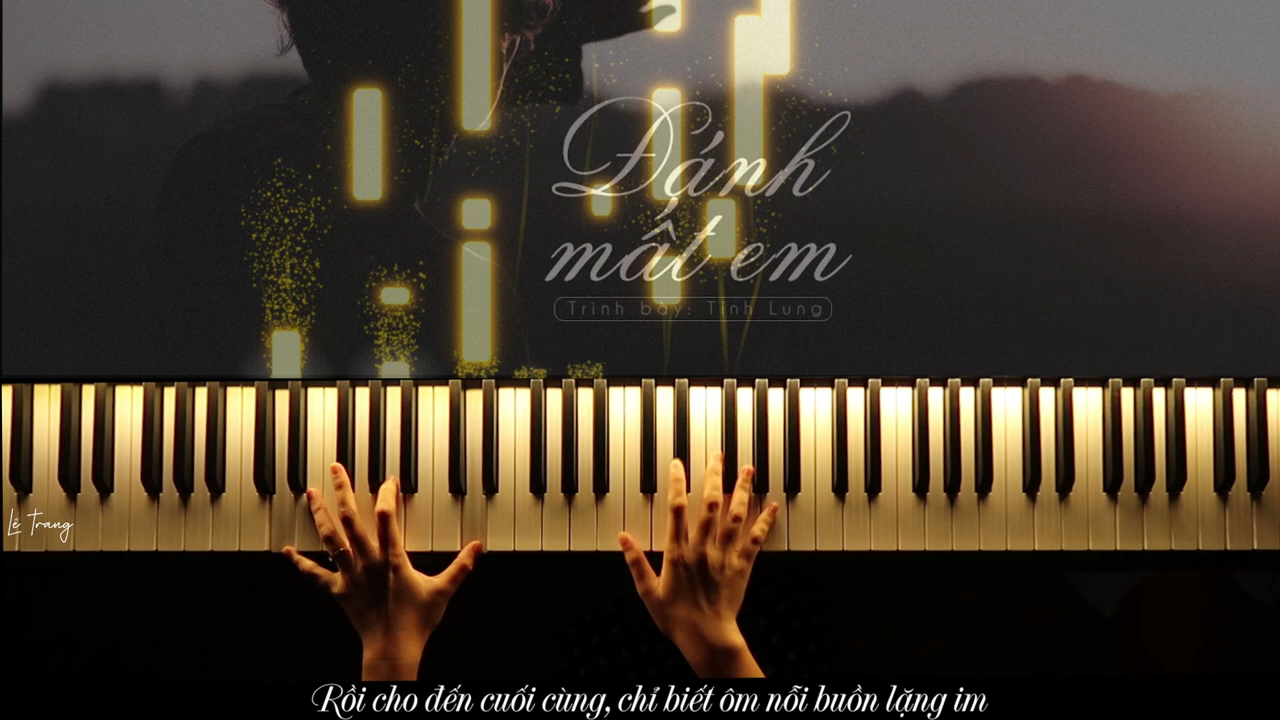 Đánh
mất em
Trình bày: Tình Lung
Lê Trang
Rồi cho đến cuối cùng, chỉ biết ôm nỗi buồn lặng im